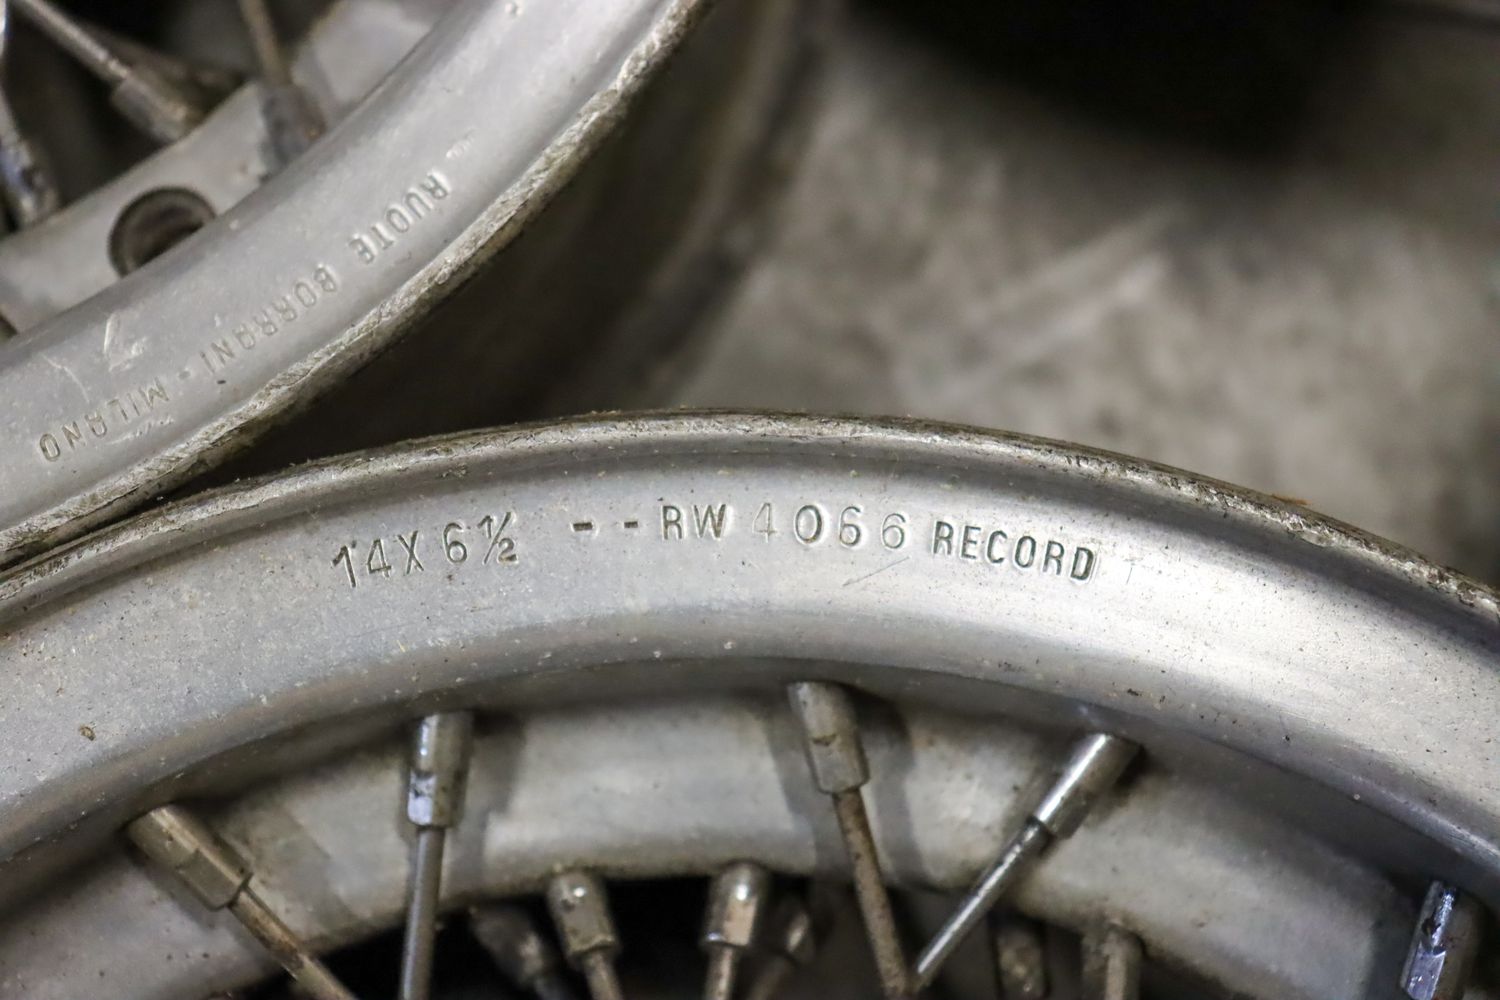 RUOTE BORRANI - MILANO
14X 6½ -- RW 4066 RECORD